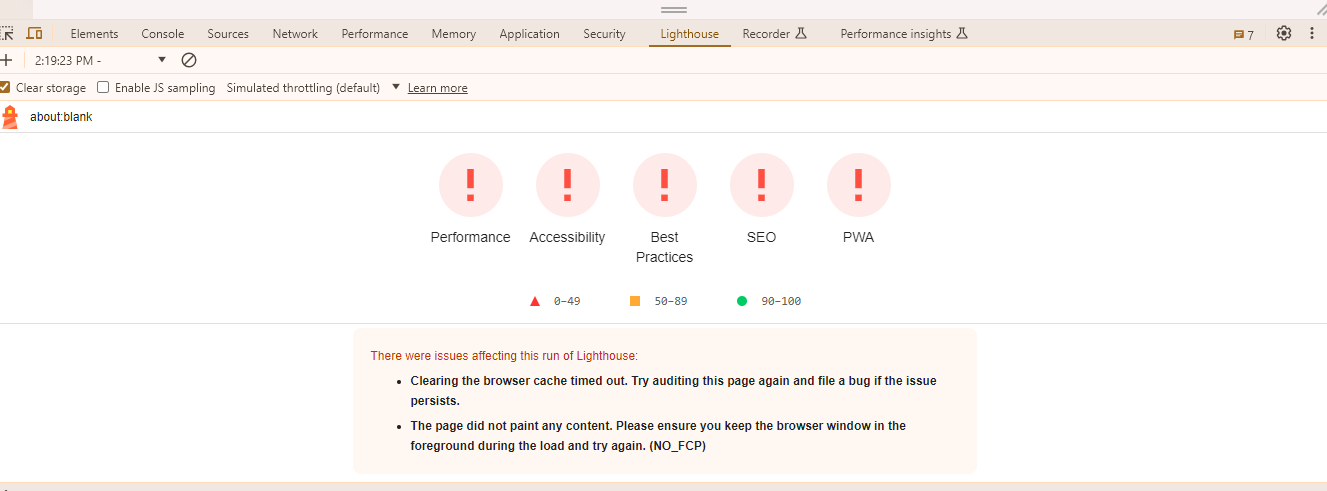 Elements Console Sources Network Performance Memory Application Security Lighthouse Recorder Performance insights 7
2:19:23 PM -
Clear storage Enable JS sampling Simulated throttling (default) Learn more
about:blank
Performance Accessibility Best Practices SEO PWA
0–49 50–89 90–100
There were issues affecting this run of Lighthouse:
• Clearing the browser cache timed out. Try auditing this page again and file a bug if the issue
persists.
• The page did not paint any content. Please ensure you keep the browser window in the
foreground during the load and try again. (NO_FCP)